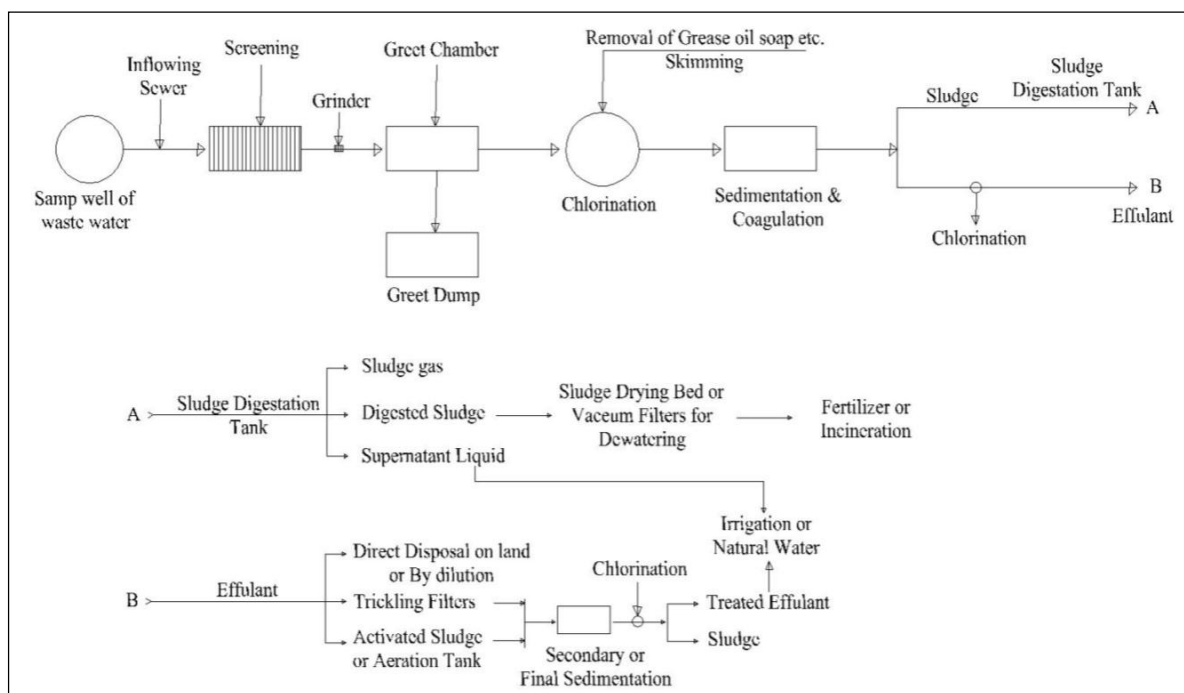 Removal of Grease oil soap etc.
Skimming
Screening
Greet Chamber
Inflowing
Sewer
Grinder
Sludge
Sludge
Digestation Tank
A
Samp well of
waste water
Chlorination
Sedimentation &
Coagulation
B
Effulant
Chlorination
Greet Dump
Sludge gas
A
Sludge Digestation
Tank
Digested Sludge
Sludge Drying Bed or
Vaceum Filters for
Dewatering
Fertilizer or
Incineration
Supernatant Liquid
Irrigation or
Natural Water
Direct Disposal on land
or By dilution
Chlorination
B
Effulant
Trickling Filters
Treated Effulant
Activated Sludge
or Aeration Tank
Sludge
Secondary or
Final Sedimentation